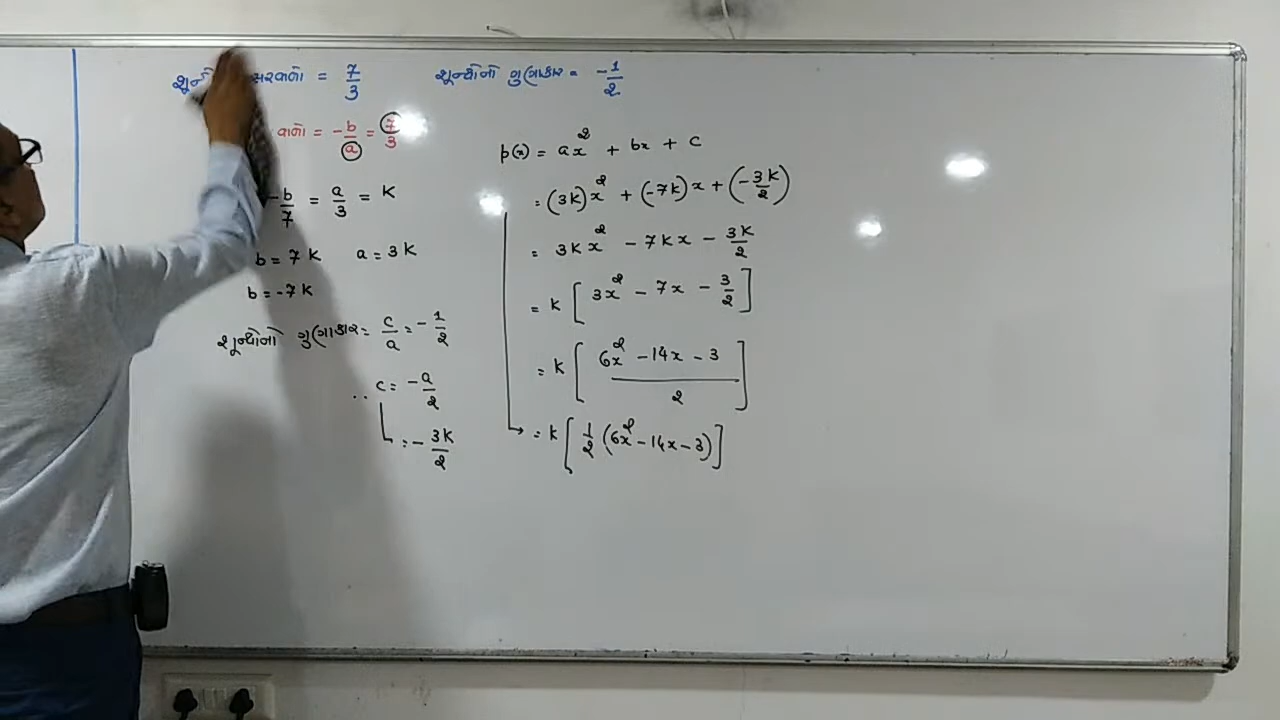 સરવાળો = 7/3 શૂન્યોનો ગુણાકાર = -1/2
વાળો = -b/a = 7/3
-b/7 = a/3 = K
b = 7K a = 3K
b = -7K
શૂન્યોનો ગુણાકાર = c/a = -1/2
∴ c = -a/2
= -3K/2
p(x) = ax² + bx + c
= (3K)x² + (-7K)x + (-3K/2)
= 3Kx² - 7Kx - 3K/2
= K[3x² - 7x - 3/2]
= K[(6x² - 14x - 3)/2]
= K[1/2(6x² - 14x - 3)]